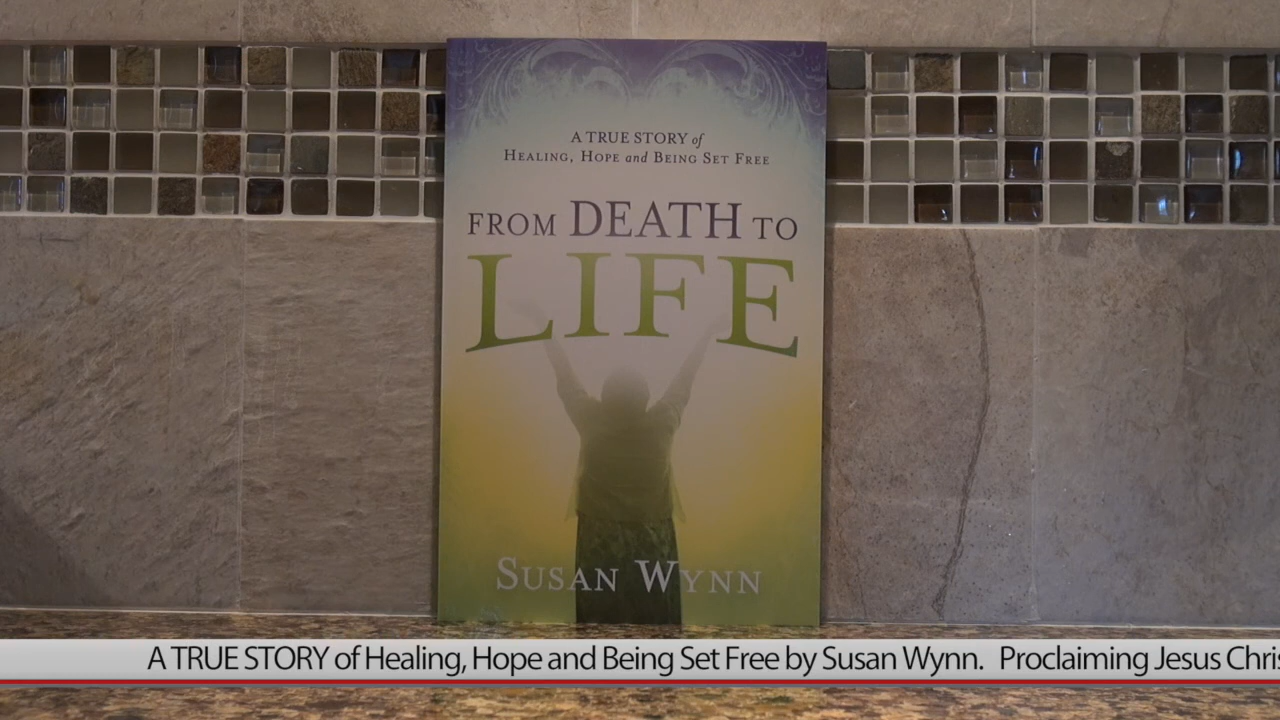 A TRUE STORY of
HEALING, HOPE and BEING SET FREE
FROM DEATH TO
LIFE
SUSAN WYNN
A TRUE STORY of Healing, Hope and Being Set Free by Susan Wynn. Proclaiming Jesus Chris